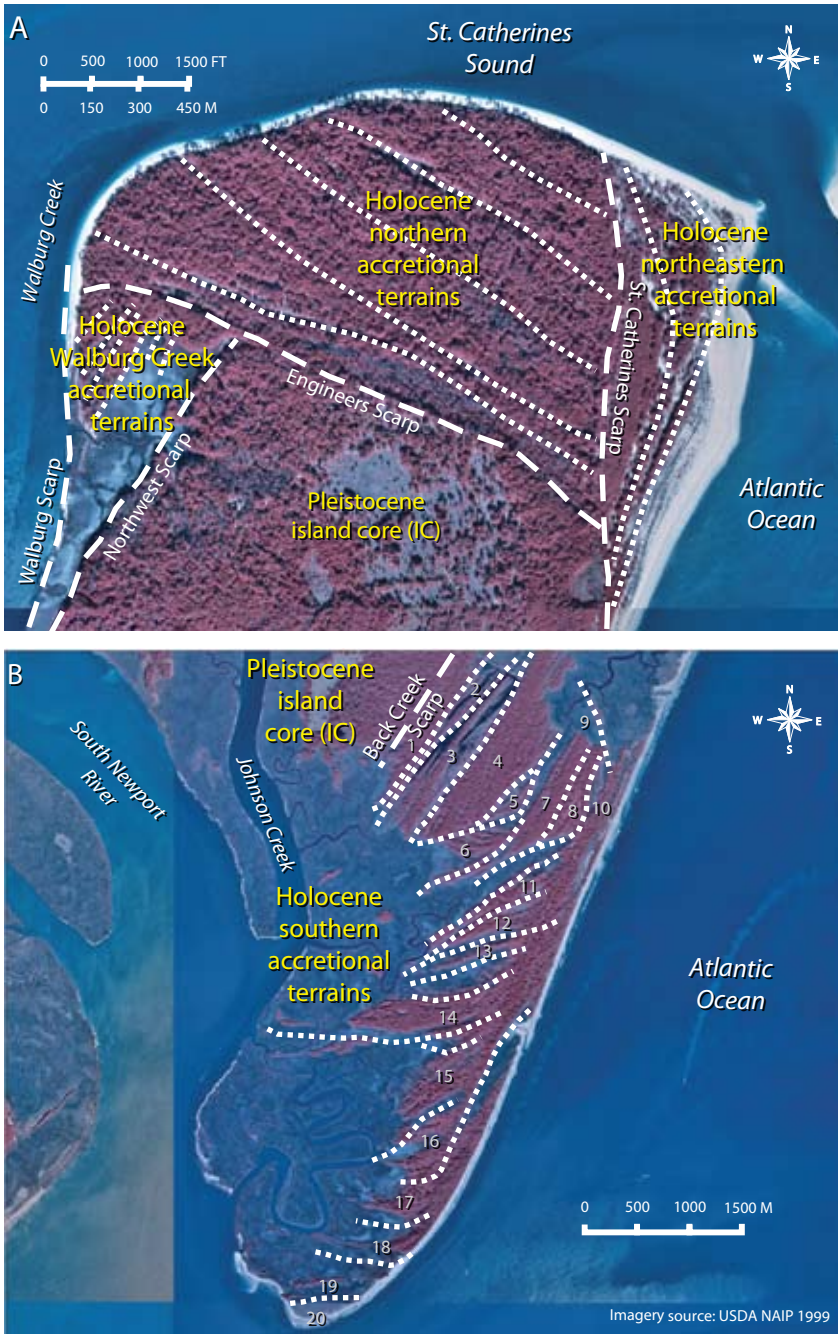 A
St. Catherines
Sound
N
W E
S
0 500 1000 1500 FT
0 150 300 450 M
Walburg Creek
Holocene
northern
accretional
terrains
Holocene
northeastern
accretional
terrains
St. Catherines Scarp
Holocene
Walburg Creek
accretional
terrains
Engineers Scarp
Northwest Scarp
Walburg Scarp
Pleistocene
island core (IC)
Atlantic
Ocean
B
Pleistocene
island
core (IC)
Back Creek
Scarp
N
W E
S
South Newport
River
Johnson Creek
1
2
3
4
5
6
7
8
9
10
11
12
13
14
15
16
17
18
19
20
Holocene
southern
accretional
terrains
Atlantic
Ocean
0 500 1000 1500 M
Imagery source: USDA NAIP 1999